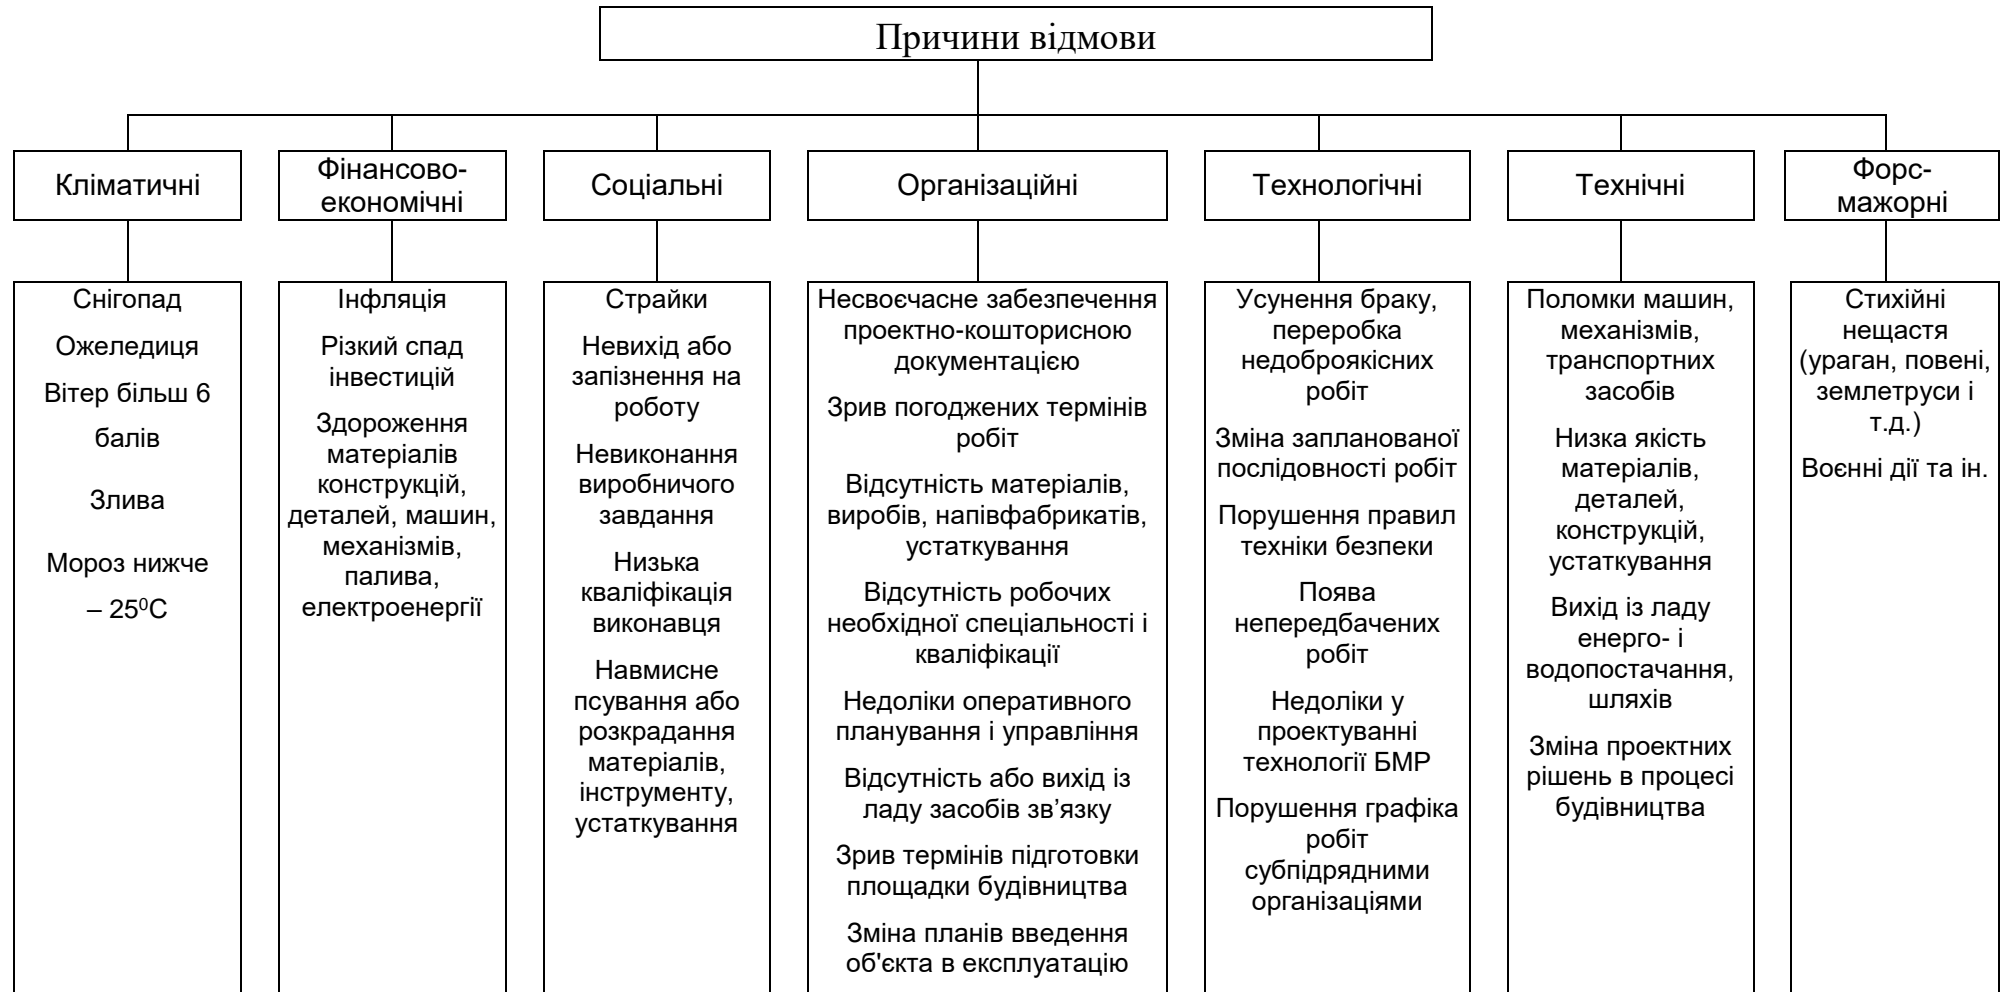 Причини відмови
Кліматичні
Фінансово-
економічні
Соціальні
Організаційні
Технологічні
Технічні
Форс-
мажорні
Снігопад
Ожеледиця
Вітер більш 6
балів
Злива
Мороз нижче
– 25⁰С
Інфляція
Різкий спад
інвестицій
Здороження
матеріалів
конструкцій,
деталей, машин,
механізмів,
палива,
електроенергії
Страйки
Невихід або
запізнення на
роботу
Невиконання
виробничого
завдання
Низька
кваліфікація
виконавця
Навмисне
псування або
розкрадання
матеріалів,
інструменту,
устаткування
Несвоєчасне забезпечення
проектно-кошторисною
документацією
Зрив погоджених термінів
робіт
Відсутність матеріалів,
виробів, напівфабрикатів,
устаткування
Відсутність робочих
необхідної спеціальності і
кваліфікації
Недоліки оперативного
планування і управління
Відсутність або вихід із
ладу засобів зв’язку
Зрив термінів підготовки
площадки будівництва
Зміна планів введення
об'єкта в експлуатацію
Усунення браку,
переробка
недоброякісних
робіт
Зміна запланованої
послідовності робіт
Порушення правил
техніки безпеки
Поява
непередбачених
робіт
Недоліки у
проектуванні
технології БМР
Порушення графіка
робіт
субпідрядними
організаціями
Поломки машин,
механізмів,
транспортних
засобів
Низка якість
матеріалів,
деталей,
конструкцій,
устаткування
Вихід із ладу
енерго- і
водопостачання,
шляхів
Зміна проектних
рішень в процесі
будівництва
Стихійні
нещастя
(ураган, повені,
землетруси і
т.д.)
Воєнні дії та ін.